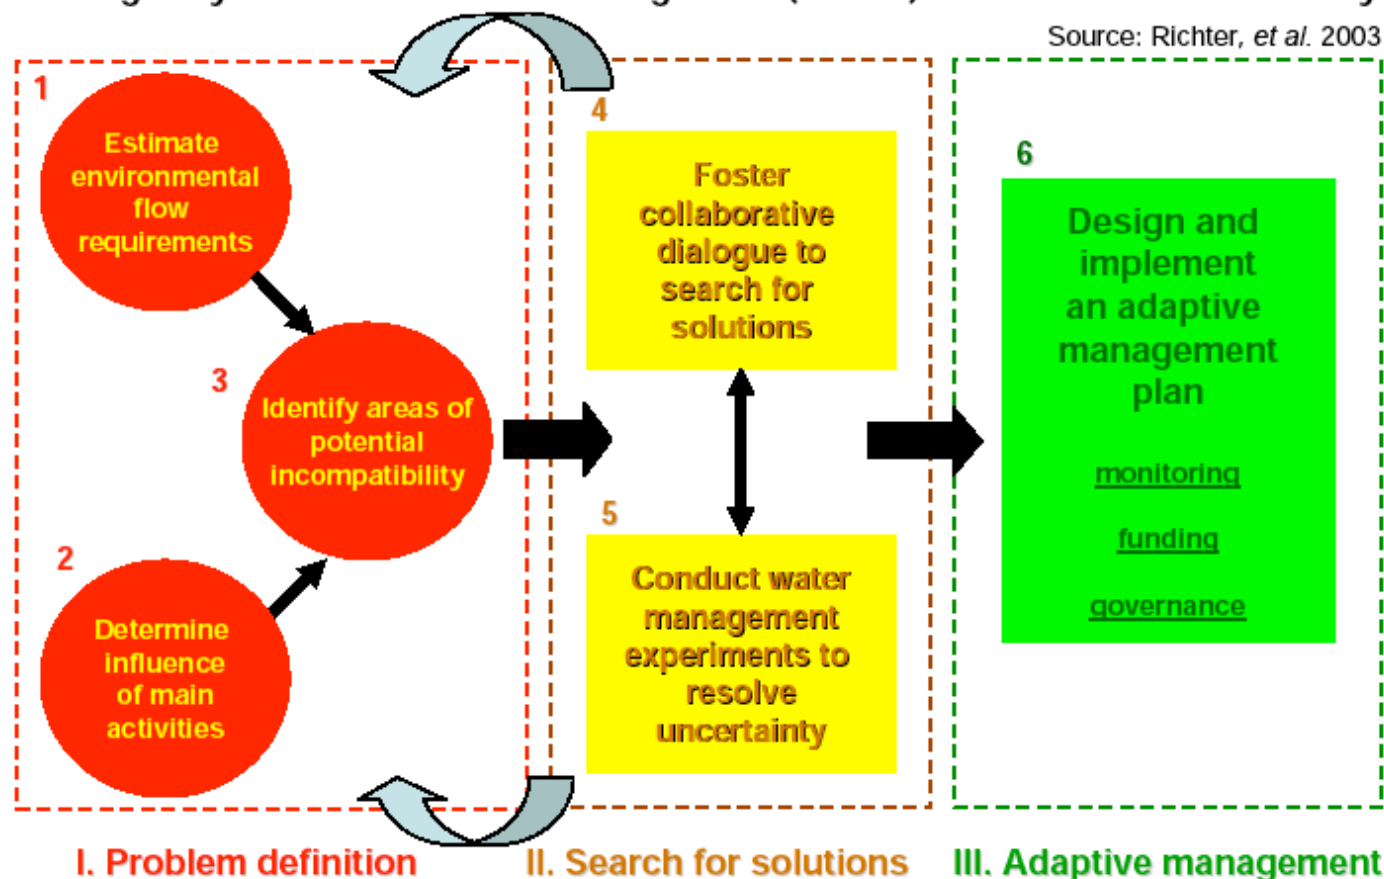 Source: Richter, et al. 2003
1
Estimate
environmental
flow
requirements
2
Determine
influence
of main
activities
3
Identify areas of
potential
incompatibility
4
Foster
collaborative
dialogue to
search for
solutions
5
Conduct water
management
experiments to
resolve
uncertainty
6
Design and
implement
an adaptive
management
plan
monitoring
funding
governance
I. Problem definition
II. Search for solutions
III. Adaptive management